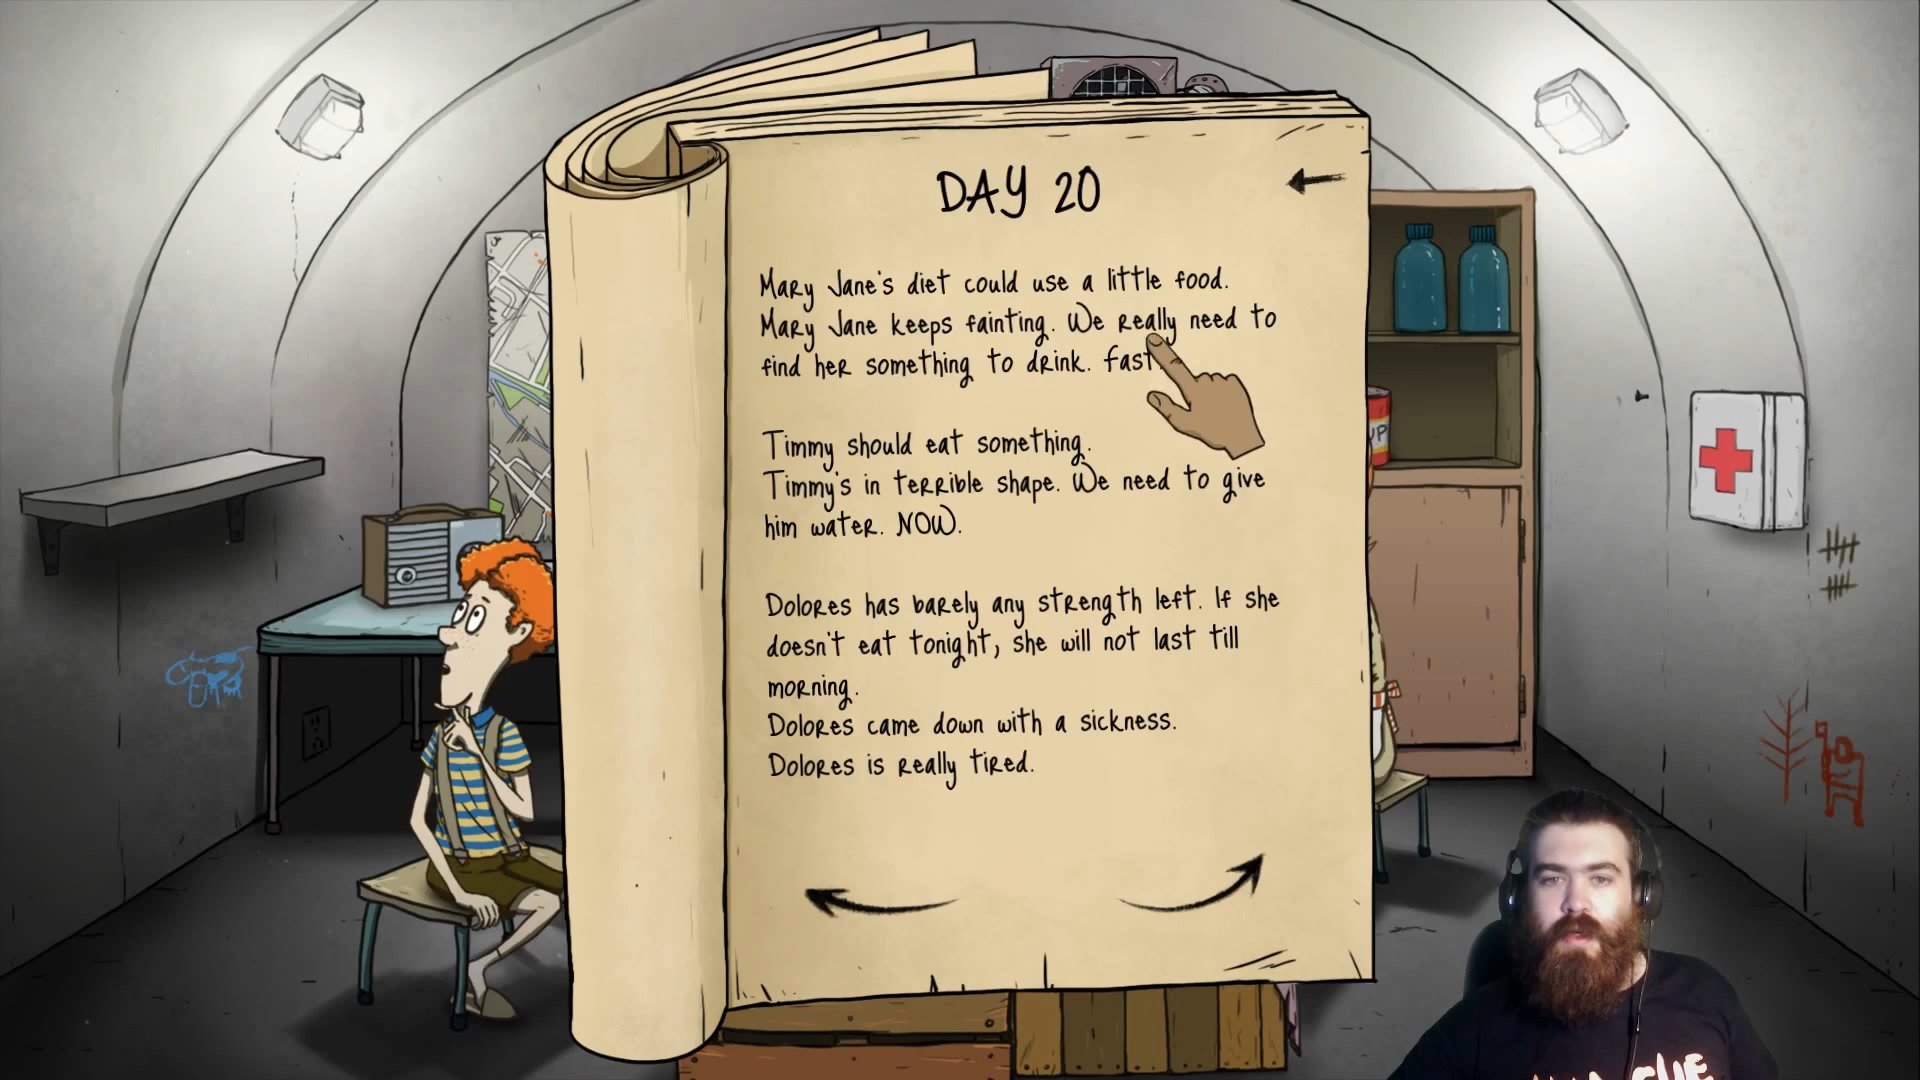 DAY 20
Mary Jane's diet could use a little food.
Mary Jane keeps fainting. We really need to
find her something to drink. Fast
Timmy should eat something.
Timmy's in terrible shape. We need to give
him water. NOW.
Dolores has barely any strength left. If she
doesn't eat tonight, she will not last till
morning.
Dolores came down with a sickness.
Dolores is really tired.
UP